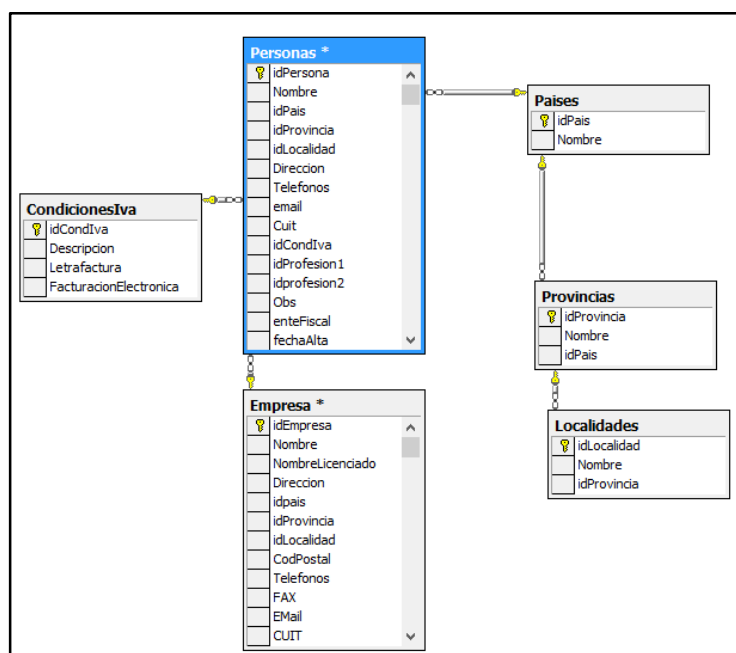 Personas *
idPersona
Nombre
idPais
idProvincia
idLocalidad
Direccion
Telefonos
email
Cuit
idCondIva
idProfesion1
idprofesion2
Obs
enteFiscal
fechaAlta
Paises
idPais
Nombre
CondicionesIva
idCondIva
Descripcion
Letrafactura
FacturacionElectronica
Provincias
idProvincia
Nombre
idPais
Empresa *
idEmpresa
Nombre
NombreLicenciado
Direccion
idpais
idProvincia
idLocalidad
CodPostal
Telefonos
FAX
EMail
CUIT
Localidades
idLocalidad
Nombre
idProvincia